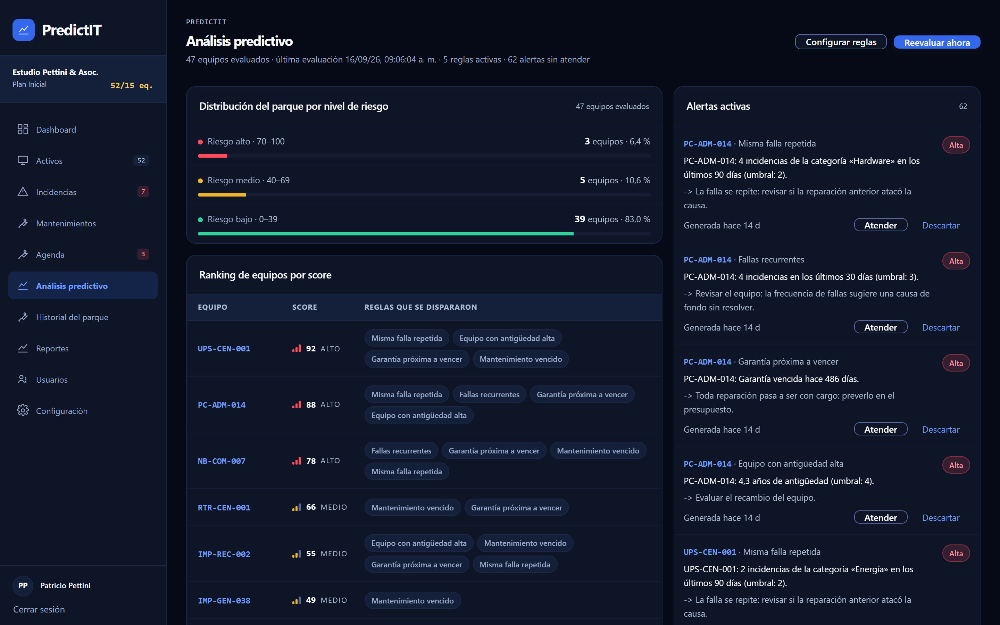 PredictIT
Estudio Pettini & Asoc.
Plan Inicial
52/15 eq.
Dashboard
Activos
52
Incidencias
7
Mantenimientos
Agenda
3
Análisis predictivo
Historial del parque
Reportes
Usuarios
Configuración
PP
Patricio Pettini
Cerrar sesión
PREDICTIT
Análisis predictivo
47 equipos evaluados · última evaluación 16/09/26, 09:06:04 a. m. · 5 reglas activas · 62 alertas sin atender
Configurar reglas
Reevaluar ahora
Distribución del parque por nivel de riesgo
47 equipos evaluados
Riesgo alto · 70–100
3 equipos · 6,4 %
Riesgo medio · 40–69
5 equipos · 10,6 %
Riesgo bajo · 0–39
39 equipos · 83,0 %
Ranking de equipos por score
EQUIPO SCORE REGLAS QUE SE DISPARARON
UPS-CEN-001 92 ALTO
Misma falla repetida Equipo con antigüedad alta
Garantía próxima a vencer Mantenimiento vencido
PC-ADM-014 88 ALTO
Misma falla repetida Fallas recurrentes Garantía próxima a vencer
Equipo con antigüedad alta
NB-COM-007 78 ALTO
Fallas recurrentes Garantía próxima a vencer Mantenimiento vencido
Misma falla repetida
RTR-CEN-001 66 MEDIO
Mantenimiento vencido Garantía próxima a vencer
IMP-REC-002 55 MEDIO
Equipo con antigüedad alta Mantenimiento vencido
Garantía próxima a vencer Misma falla repetida
IMP-GEN-038 49 MEDIO
Mantenimiento vencido
Alertas activas
62
PC-ADM-014 · Misma falla repetida
Alta
PC-ADM-014: 4 incidencias de la categoría «Hardware» en los
últimos 90 días (umbral: 2).
-> La falla se repite: revisar si la reparación anterior atacó la
causa.
Generada hace 14 d
Atender
Descartar
PC-ADM-014 · Fallas recurrentes
Alta
PC-ADM-014: 4 incidencias en los últimos 30 días (umbral: 3).
-> Revisar el equipo: la frecuencia de fallas sugiere una causa de
fondo sin resolver.
Generada hace 14 d
Atender
Descartar
PC-ADM-014 · Garantía próxima a vencer
Alta
PC-ADM-014: Garantía vencida hace 486 días.
-> Toda reparación pasa a ser con cargo: preverlo en el
presupuesto.
Generada hace 14 d
Atender
Descartar
PC-ADM-014 · Equipo con antigüedad alta
Alta
PC-ADM-014: 4,3 años de antigüedad (umbral: 4).
-> Evaluar el recambio del equipo.
Generada hace 14 d
Atender
Descartar
UPS-CEN-001 · Misma falla repetida
Alta
UPS-CEN-001: 2 incidencias de la categoría «Energía» en los
últimos 90 días (umbral: 2).
-> La falla se repite: revisar si la reparación anterior atacó la
causa.